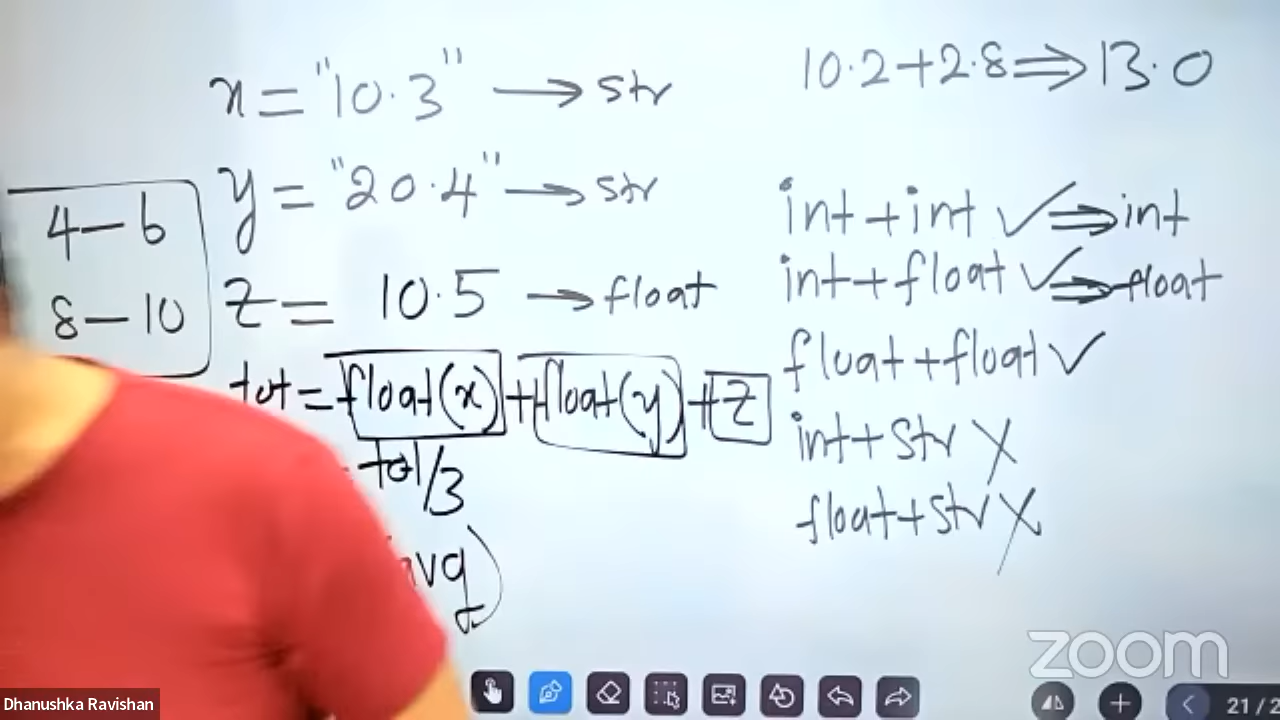 x = "10.3" → str
y = "20.4" → str
z = 10.5 → float
tot = float(x) + float(y) + z
tot/3
avg)
4 – 6
8 – 10
10.2 + 2.8 ⇒ 13.0
int + int ✓ ⇒ int
int + float ✓ ⇒ float
float + float ✓
int + str X
float + str X
zoom
Dhanushka Ravishan
21 / 2